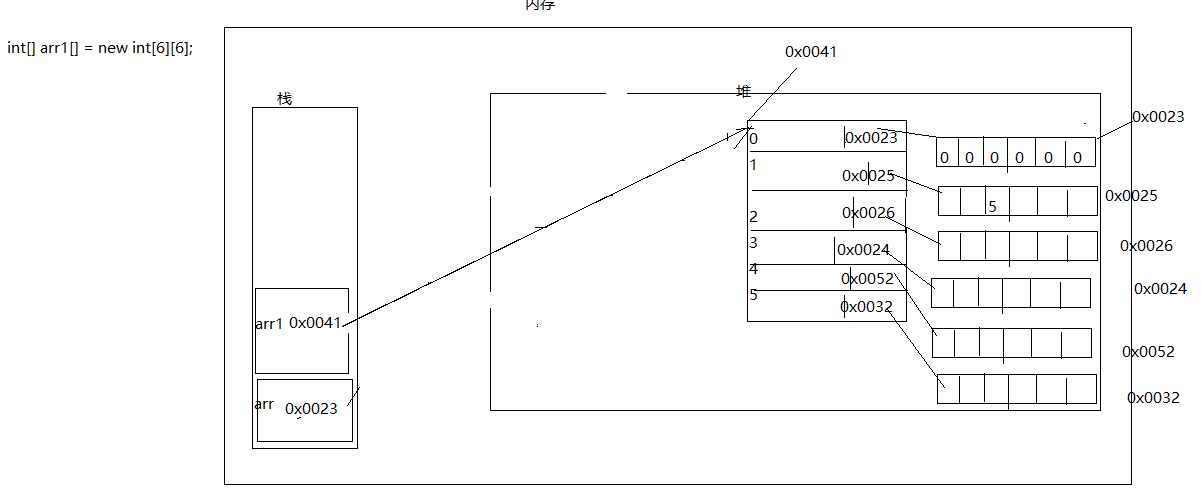 内存
int[] arr1[] = new int[6][6];
0x0041
栈
堆
0 0x0023
0x0023
0 0 0 0 0 0
1 0x0025
0x0025
5
2 0x0026
0x0026
3 0x0024
0x0024
4 0x0052
0x0052
5 0x0032
0x0032
arr1 0x0041
arr 0x0023